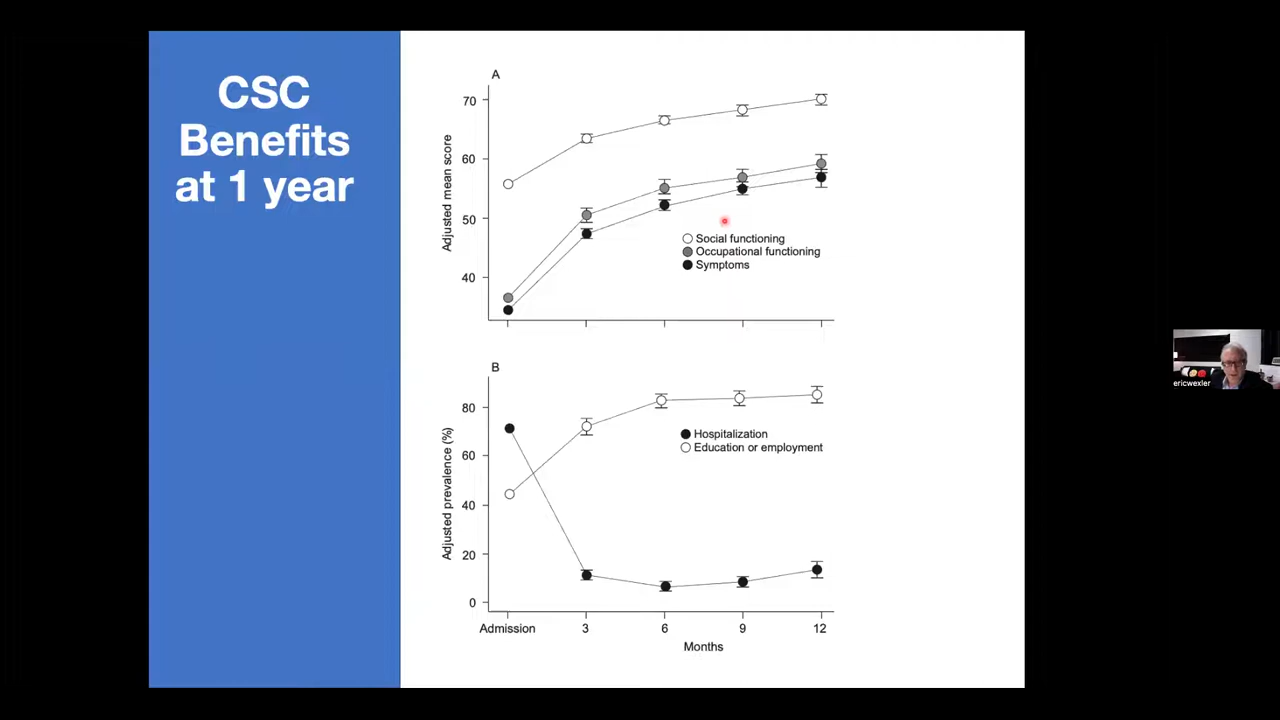 CSC
Benefits
at 1 year
A
70
60
50
40
Adjusted mean score
Social functioning
Occupational functioning
Symptoms
B
80
60
40
20
0
Adjusted prevalence (%)
Hospitalization
Education or employment
Admission 3 6 9 12
Months
ericwexler